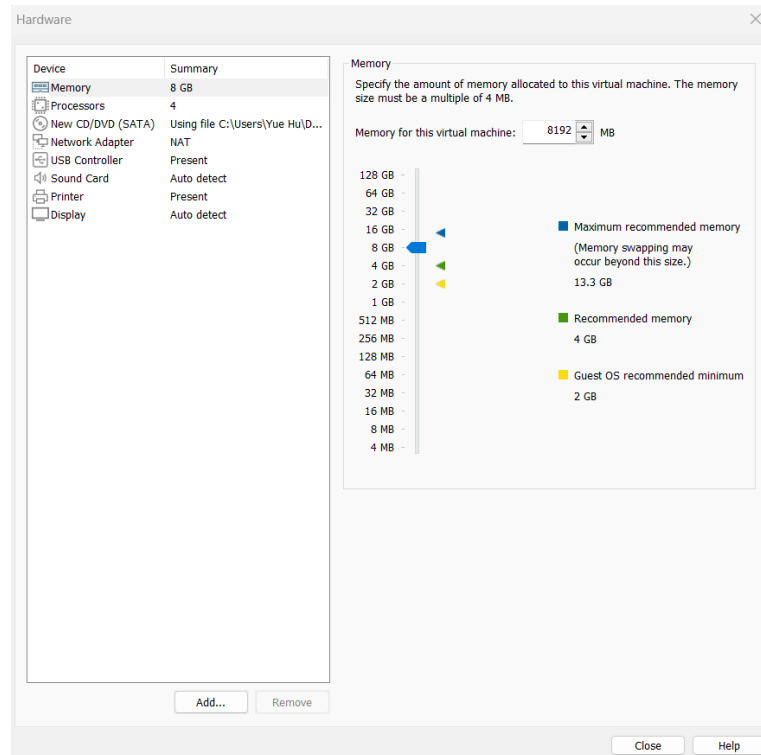 Hardware
Device Summary
Memory 8 GB
Processors 4
New CD/DVD (SATA) Using file C:\Users\Yue Hu\D...
Network Adapter NAT
USB Controller Present
Sound Card Auto detect
Printer Present
Display Auto detect
Add... Remove
Memory
Specify the amount of memory allocated to this virtual machine. The memory
size must be a multiple of 4 MB.
Memory for this virtual machine: 8192 MB
128 GB
64 GB
32 GB
16 GB
8 GB
4 GB
2 GB
1 GB
512 MB
256 MB
128 MB
64 MB
32 MB
16 MB
8 MB
4 MB
Maximum recommended memory
(Memory swapping may
occur beyond this size.)
13.3 GB
Recommended memory
4 GB
Guest OS recommended minimum
2 GB
Close Help